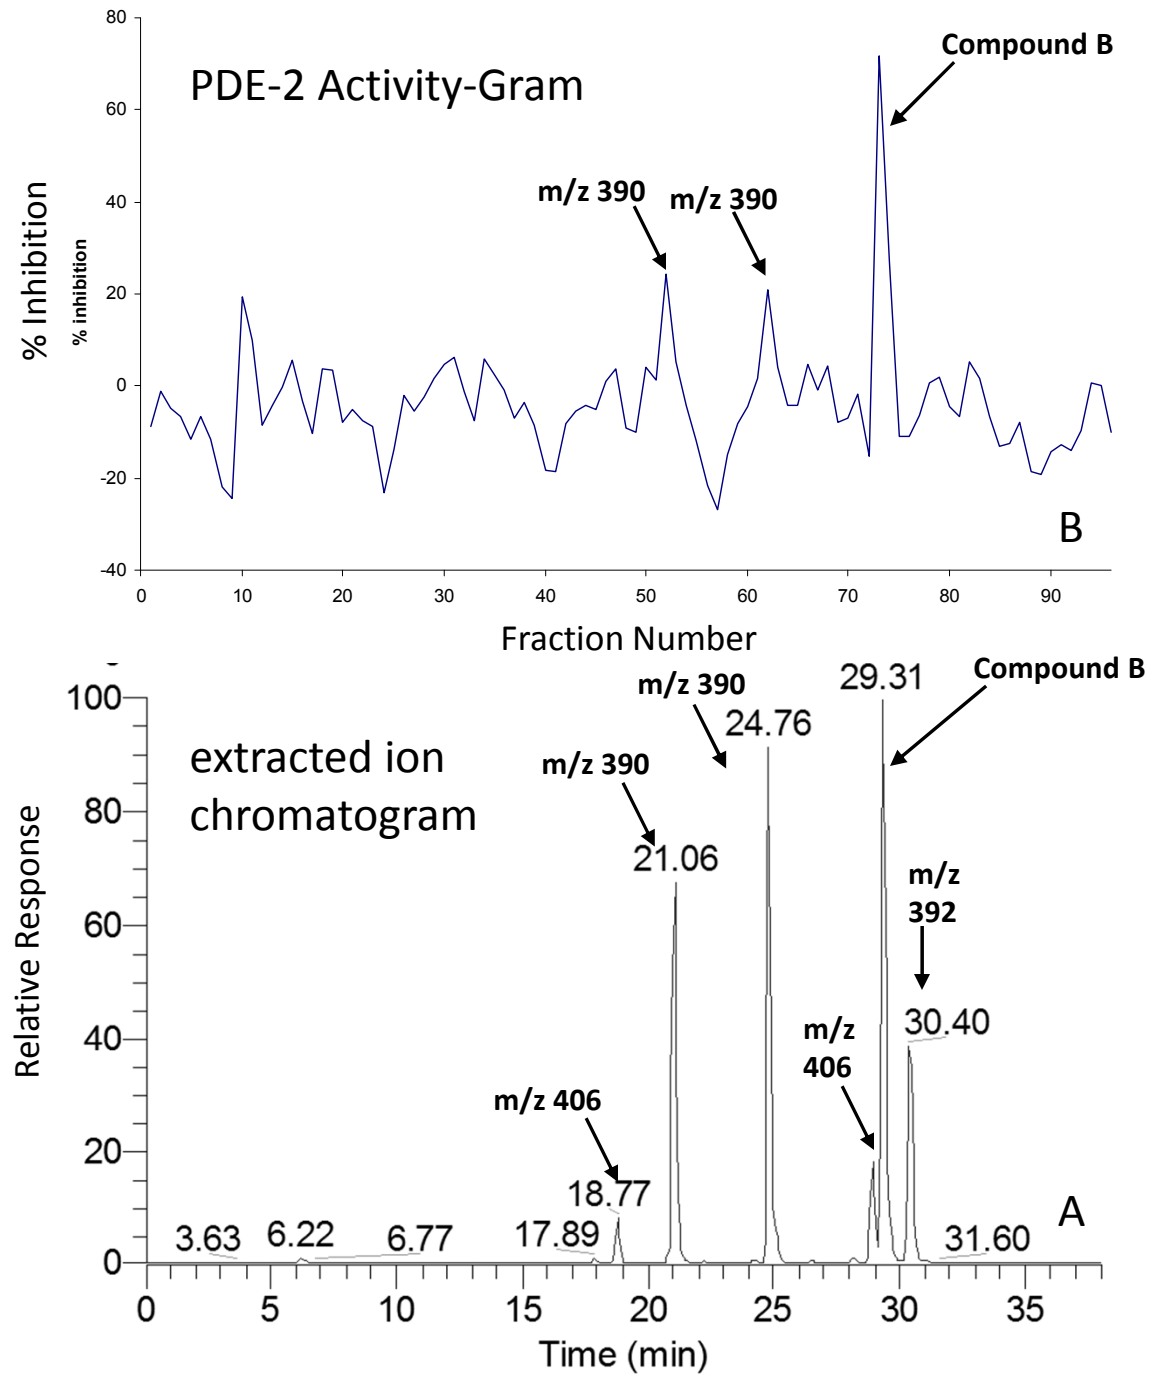 80
Compound B
PDE-2 Activity-Gram
60
m/z 390
m/z 390
40
% Inhibition
% inhibition
20
0
-20
B
-40
0 10 20 30 40 50 60 70 80 90
Fraction Number
Compound B
29.31
m/z 390
100
24.76
extracted ion
chromatogram
m/z 390
80
21.06
m/z
392
60
Relative Response
30.40
40
m/z
406
m/z 406
20
18.77
A
3.63 6.22 6.77 17.89 31.60
0
0 5 10 15 20 25 30 35
Time (min)